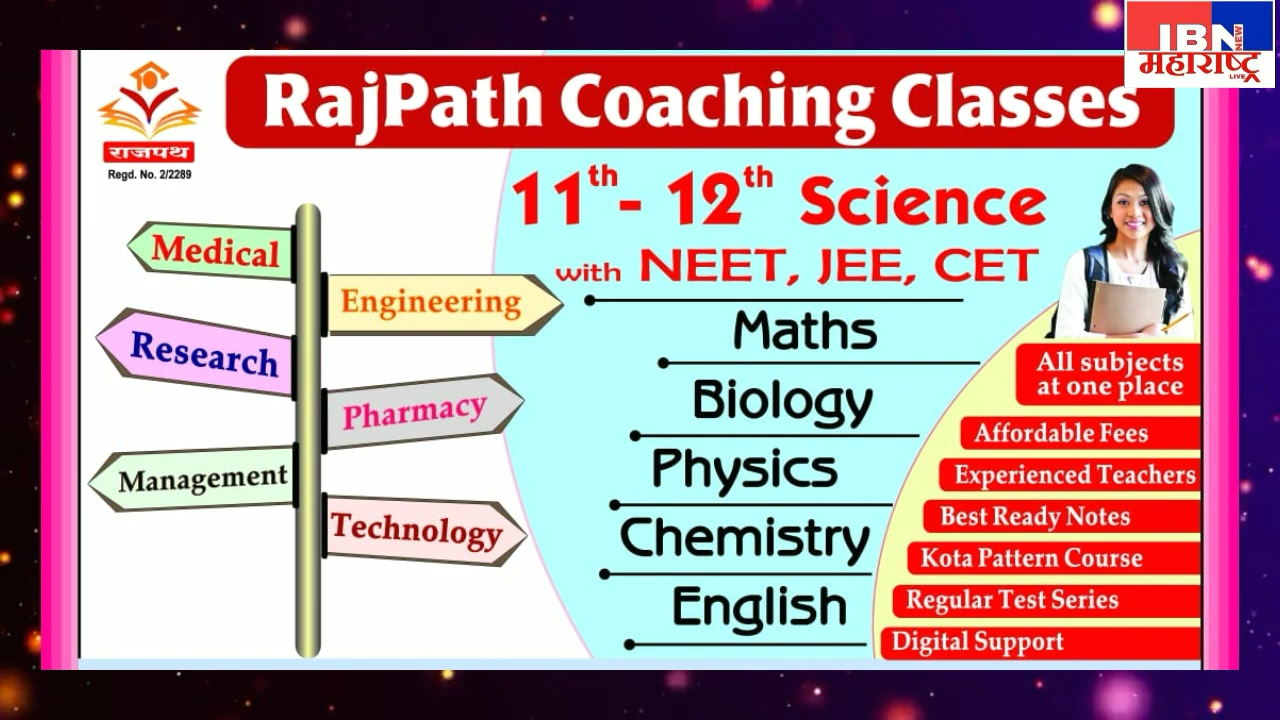 IBN
NEW
महाराष्ट्र
LIVE
RajPath Coaching Classes
राजपथ
Regd. No. 2/2289
11th - 12th Science
with NEET, JEE, CET
Medical
Engineering
Research
Pharmacy
Management
Technology
Maths
Biology
Physics
Chemistry
English
All subjects
at one place
Affordable Fees
Experienced Teachers
Best Ready Notes
Kota Pattern Course
Regular Test Series
Digital Support